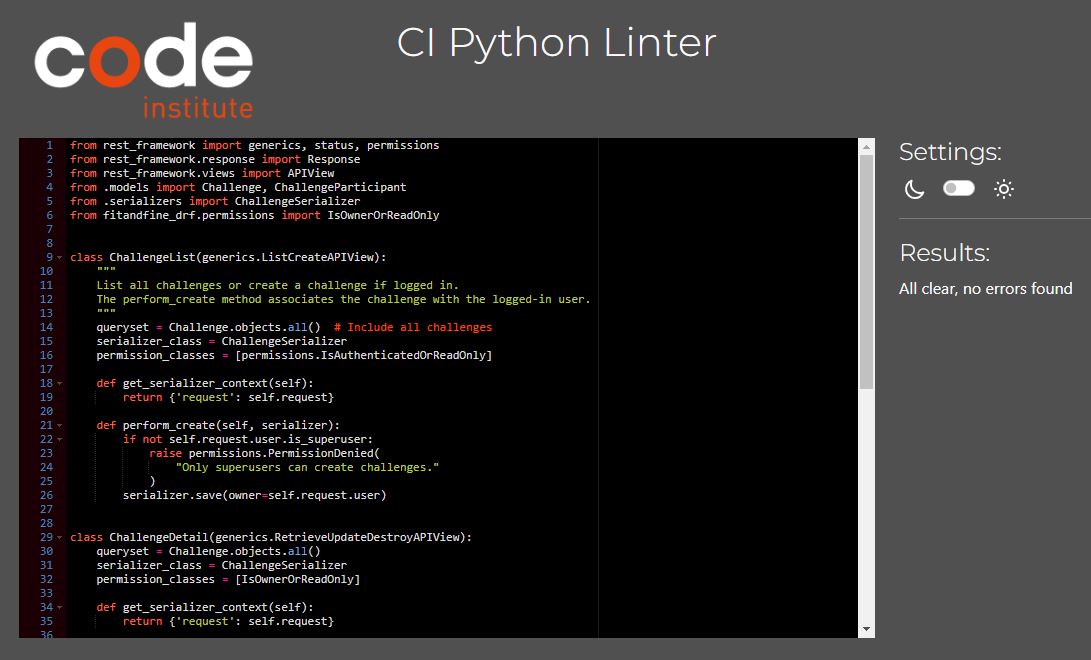 code
institute
CI Python Linter
1 from rest_framework import generics, status, permissions
2 from rest_framework.response import Response
3 from rest_framework.views import APIView
4 from .models import Challenge, ChallengeParticipant
5 from .serializers import ChallengeSerializer
6 from fitandfine_drf.permissions import IsOwnerOrReadOnly
7
8
9 class ChallengeList(generics.ListCreateAPIView):
10     """
11     List all challenges or create a challenge if logged in.
12     The perform_create method associates the challenge with the logged-in user.
13     """
14     queryset = Challenge.objects.all()  # Include all challenges
15     serializer_class = ChallengeSerializer
16     permission_classes = [permissions.IsAuthenticatedOrReadOnly]
17
18     def get_serializer_context(self):
19         return {'request': self.request}
20
21     def perform_create(self, serializer):
22         if not self.request.user.is_superuser:
23             raise permissions.PermissionDenied(
24                 "Only superusers can create challenges."
25             )
26         serializer.save(owner=self.request.user)
27
28
29 class ChallengeDetail(generics.RetrieveUpdateDestroyAPIView):
30     queryset = Challenge.objects.all()
31     serializer_class = ChallengeSerializer
32     permission_classes = [IsOwnerOrReadOnly]
33
34     def get_serializer_context(self):
35         return {'request': self.request}
36
Settings:
Results:
All clear, no errors found